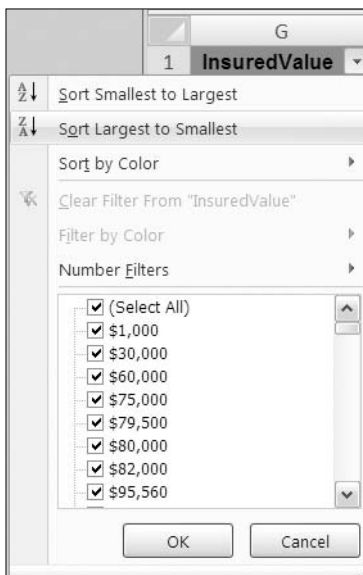 G
1 InsuredValue
A Z Sort Smallest to Largest
Z A Sort Largest to Smallest
Sort by Color
Clear Filter From "InsuredValue"
Filter by Color
Number Filters
(Select All)
$1,000
$30,000
$60,000
$75,000
$79,500
$80,000
$82,000
$95,560
OK Cancel